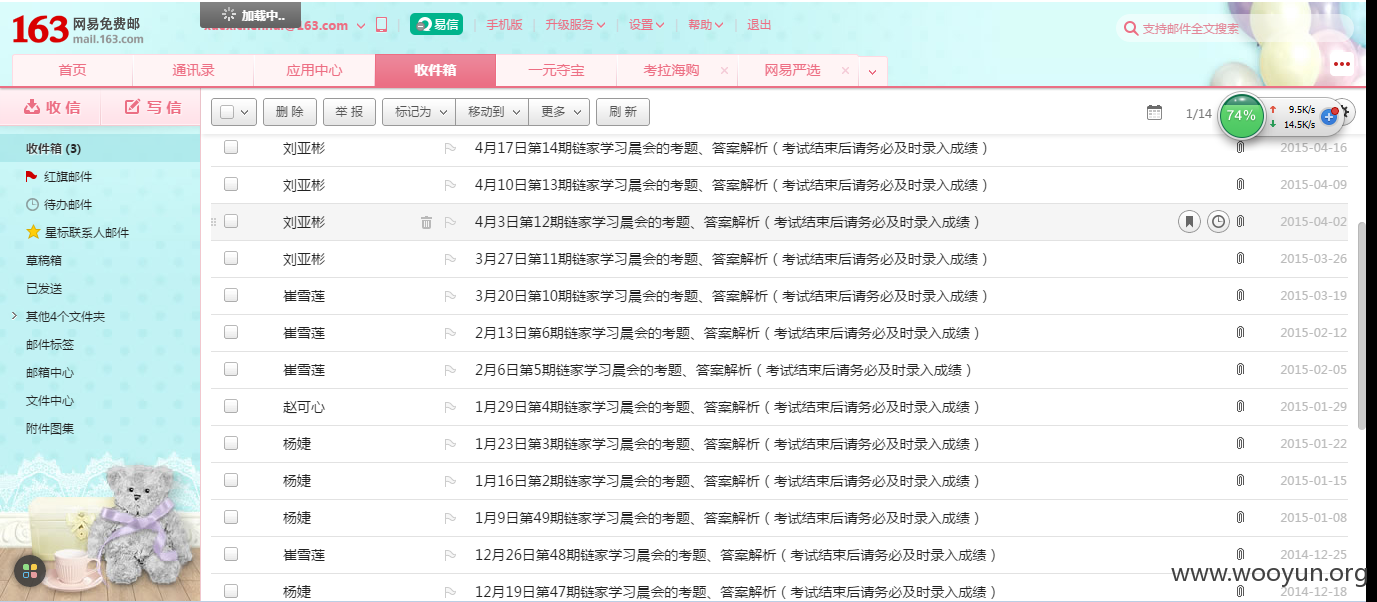 163 网易免费邮 mail.163.com
加载中..
@163.com
易信
手机版 升级服务 设置 帮助 退出
支持邮件全文搜索
首页 通讯录 应用中心 收件箱 一元夺宝 考拉海购 × 网易严选 ×
收信 写信
删 除 举 报 标记为 移动到 更多 刷 新 1/14
74% 9.5K/s
14.5K/s
收件箱 (3)
红旗邮件
待办邮件
星标联系人邮件
草稿箱
已发送
其他4个文件夹
邮件标签
邮箱中心
文件中心
附件图集
刘亚彬 4月17日第14期链家学习晨会的考题、答案解析（考试结束后请务必及时录入成绩） 2015-04-16
刘亚彬 4月10日第13期链家学习晨会的考题、答案解析（考试结束后请务必及时录入成绩） 2015-04-09
刘亚彬 4月3日第12期链家学习晨会的考题、答案解析（考试结束后请务必及时录入成绩） 2015-04-02
刘亚彬 3月27日第11期链家学习晨会的考题、答案解析（考试结束后请务必及时录入成绩） 2015-03-26
崔雪莲 3月20日第10期链家学习晨会的考题、答案解析（考试结束后请务必及时录入成绩） 2015-03-19
崔雪莲 2月13日第6期链家学习晨会的考题、答案解析（考试结束后请务必及时录入成绩） 2015-02-12
崔雪莲 2月6日第5期链家学习晨会的考题、答案解析（考试结束后请务必及时录入成绩） 2015-02-05
赵可心 1月29日第4期链家学习晨会的考题、答案解析（考试结束后请务必及时录入成绩） 2015-01-29
杨婕 1月23日第3期链家学习晨会的考题、答案解析（考试结束后请务必及时录入成绩） 2015-01-22
杨婕 1月16日第2期链家学习晨会的考题、答案解析（考试结束后请务必及时录入成绩） 2015-01-15
杨婕 1月9日第49期链家学习晨会的考题、答案解析（考试结束后请务必及时录入成绩） 2015-01-08
崔雪莲 12月26日第48期链家学习晨会的考题、答案解析（考试结束后请务必及时录入成绩） 2014-12-25
杨婕 12月19日第47期链家学习晨会的考题、答案解析（考试结束后请务必及时录入成绩） 2014-12-18
www.wooyun.org